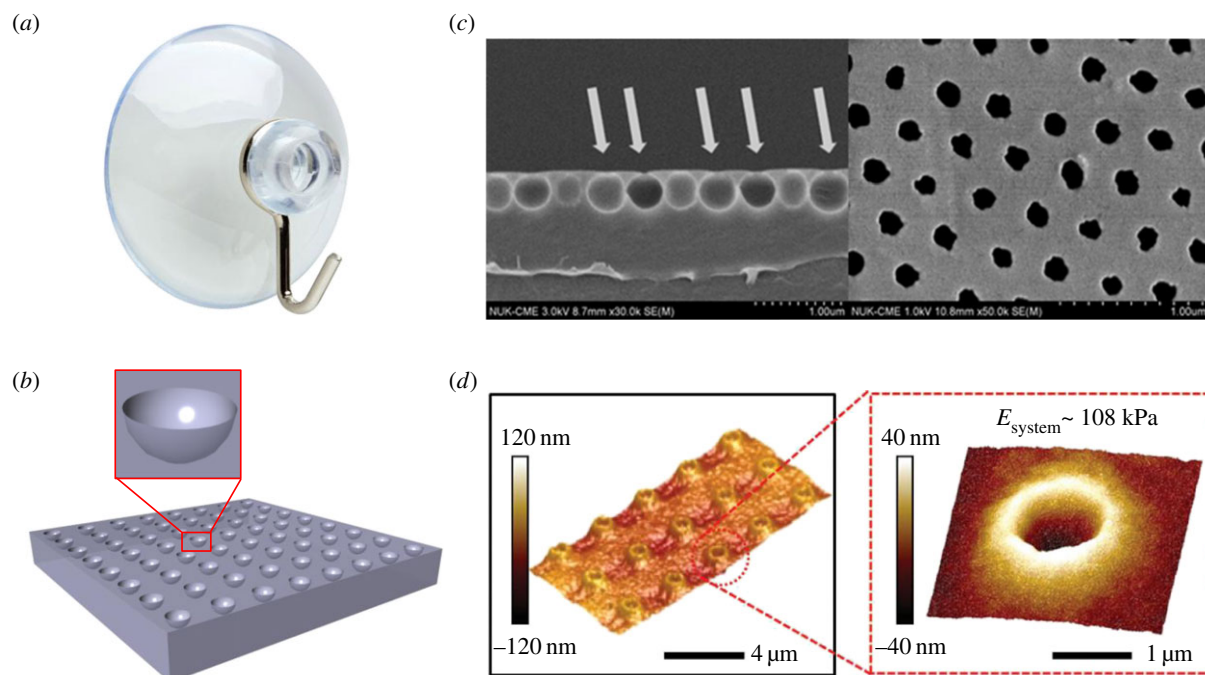 (a)
(b)
(c)
NUK-CME 3.0kV 8.7mm x30.0k SE(M) 1.00um
NUK-CME 1.0kV 10.8mm x50.0k SE(M) 1.00um
(d)
120 nm
–120 nm
4 µm
40 nm
–40 nm
E_system ~ 108 kPa
1 µm